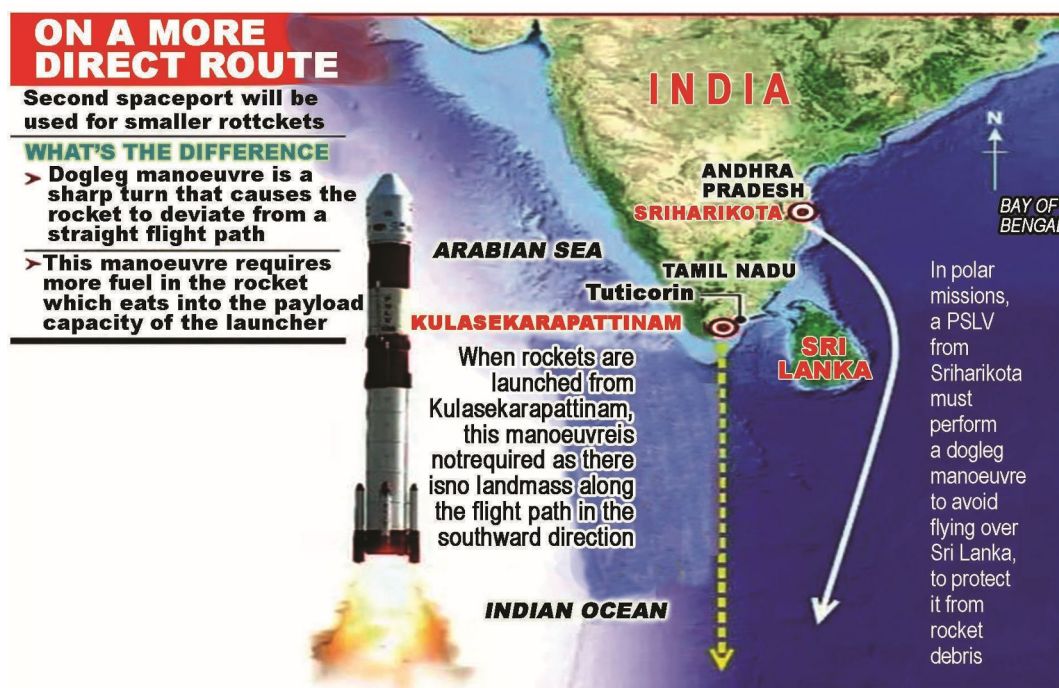 ON A MORE
DIRECT ROUTE
Second spaceport will be
used for smaller rottckets
WHAT'S THE DIFFERENCE
Dogleg manoeuvre is a
sharp turn that causes the
rocket to deviate from a
straight flight path
This manoeuvre requires
more fuel in the rocket
which eats into the payload
capacity of the launcher
INDIA
N
ANDHRA
PRADESH
SRIHARIKOTA
BAY OF
BENGAL
ARABIAN SEA
TAMIL NADU
Tuticorin
KULASEKARAPATTINAM
SRI
LANKA
When rockets are
launched from
Kulasekarapattinam,
this manoeuvreis
notrequired as there
isno landmass along
the flight path in the
southward direction
INDIAN OCEAN
In polar
missions,
a PSLV
from
Sriharikota
must
perform
a dogleg
manoeuvre
to avoid
flying over
Sri Lanka,
to protect
it from
rocket
debris